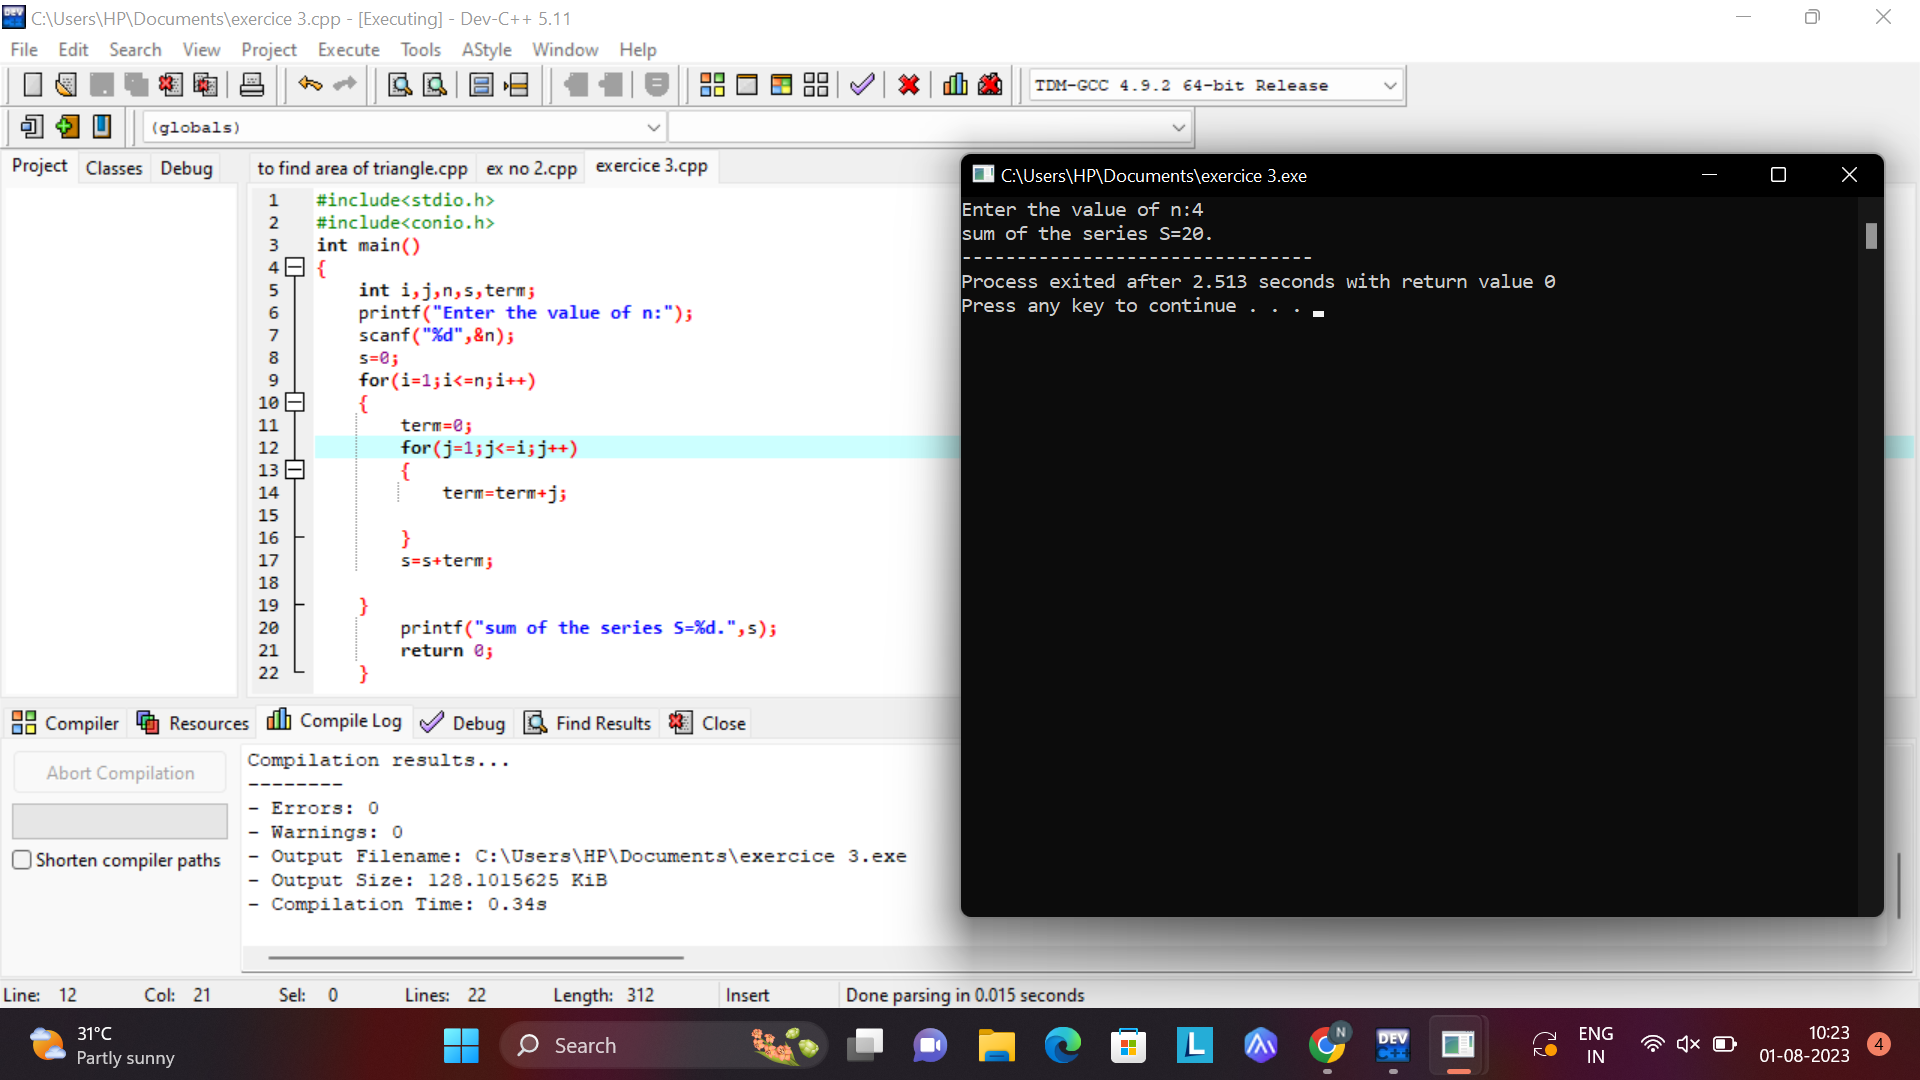 C:\Users\HP\Documents\exercice 3.cpp - [Executing] - Dev-C++ 5.11
File Edit Search View Project Execute Tools AStyle Window Help
TDM-GCC 4.9.2 64-bit Release
(globals)
Project Classes Debug
to find area of triangle.cpp ex no 2.cpp exercice 3.cpp
1 #include<stdio.h>
2 #include<conio.h>
3 int main()
4 {
5 int i,j,n,s,term;
6 printf("Enter the value of n:");
7 scanf("%d",&n);
8 s=0;
9 for(i=1;i<=n;i++)
10 {
11 term=0;
12 for(j=1;j<=i;j++)
13 {
14 term=term+j;
15
16 }
17 s=s+term;
18
19 }
20 printf("sum of the series S=%d.",s);
21 return 0;
22 }
C:\Users\HP\Documents\exercice 3.exe
Enter the value of n:4
sum of the series S=20.
--------------------------------
Process exited after 2.513 seconds with return value 0
Press any key to continue . . .
Compiler Resources Compile Log Debug Find Results Close
Abort Compilation
Shorten compiler paths
Compilation results...
--------
- Errors: 0
- Warnings: 0
- Output Filename: C:\Users\HP\Documents\exercice 3.exe
- Output Size: 128.1015625 KiB
- Compilation Time: 0.34s
Line: 12 Col: 21 Sel: 0 Lines: 22 Length: 312 Insert Done parsing in 0.015 seconds
31°C
Partly sunny
Search
L
N
DEV
C++
ENG
IN
10:23
01-08-2023
4